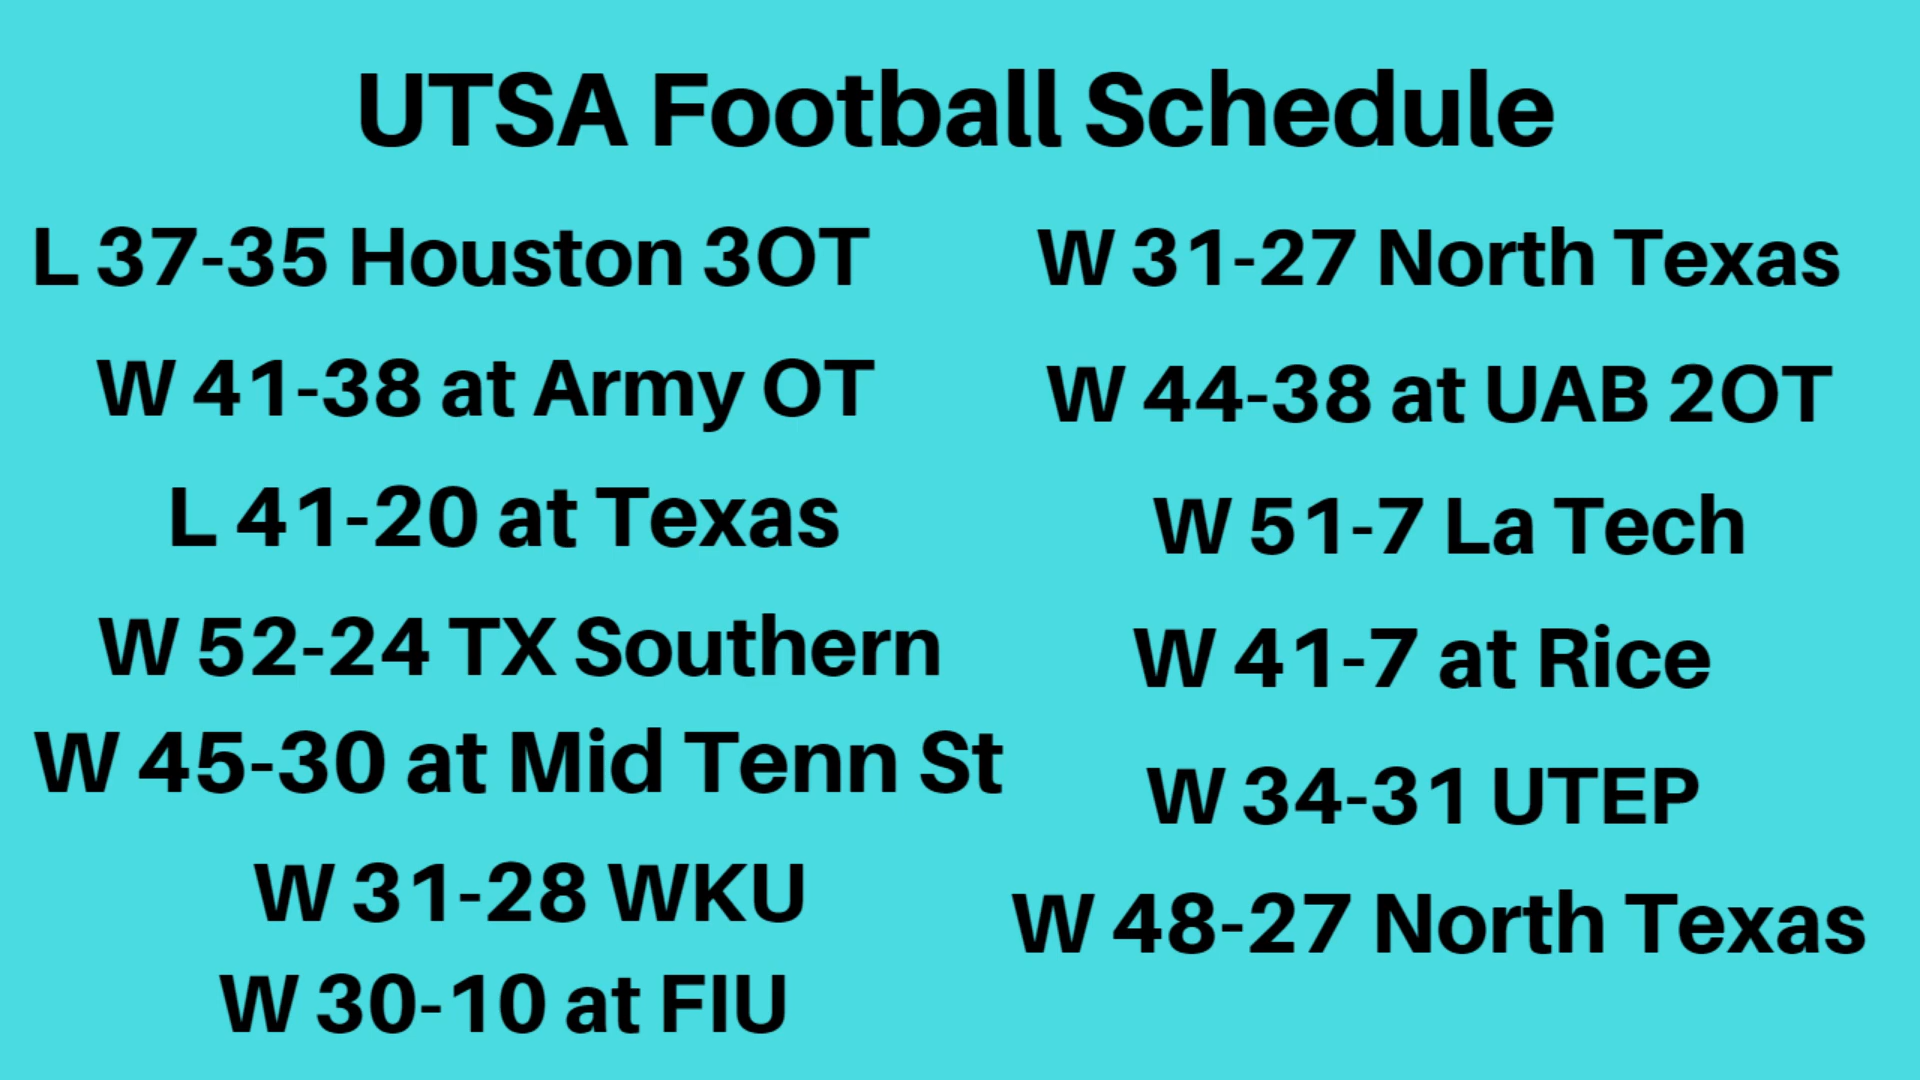 UTSA Football Schedule
L 37-35 Houston 3OT
W 41-38 at Army OT
L 41-20 at Texas
W 52-24 TX Southern
W 45-30 at Mid Tenn St
W 31-28 WKU
W 30-10 at FIU
W 31-27 North Texas
W 44-38 at UAB 2OT
W 51-7 La Tech
W 41-7 at Rice
W 34-31 UTEP
W 48-27 North Texas